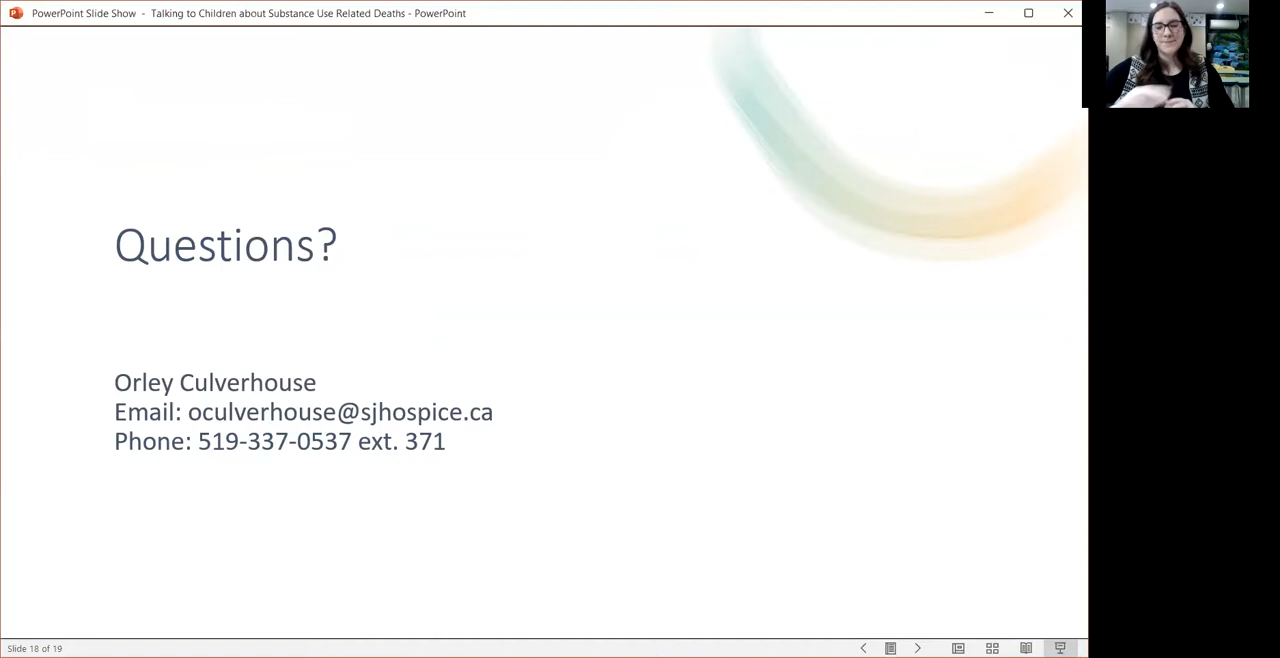 PowerPoint Slide Show - Talking to Children about Substance Use Related Deaths - PowerPoint
Questions?
Orley Culverhouse
Email: oculverhouse@sjhospice.ca
Phone: 519-337-0537 ext. 371
Slide 18 of 19